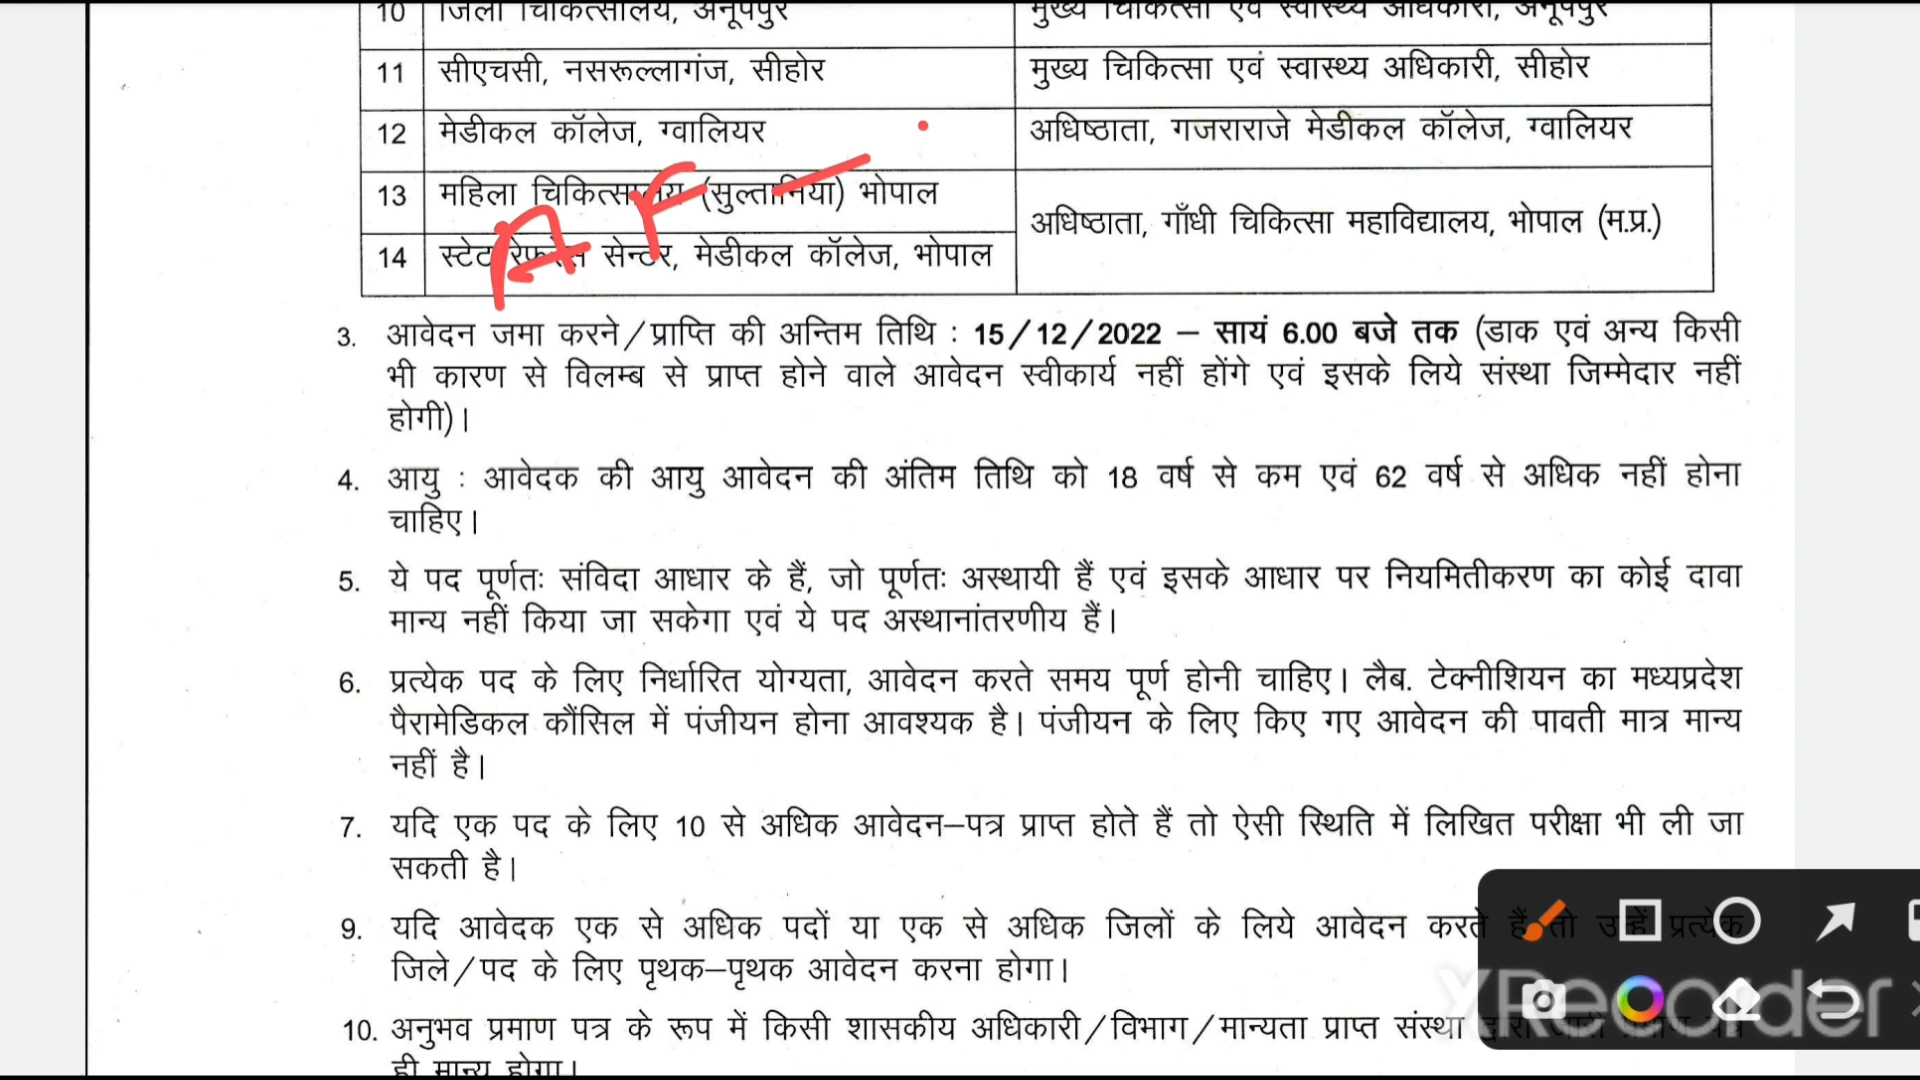 10 जिला चिकित्सालय, अनूपपुर मुख्य चिकित्सा एवं स्वास्थ्य अधिकारी, अनूपपुर
11 सीएचसी, नसरूल्लागंज, सीहोर मुख्य चिकित्सा एवं स्वास्थ्य अधिकारी, सीहोर
12 मेडीकल कॉलेज, ग्वालियर अधिष्ठाता, गजराराजे मेडीकल कॉलेज, ग्वालियर
13 महिला चिकित्सालय (सुल्तानिया) भोपाल
अधिष्ठाता, गाँधी चिकित्सा महाविद्यालय, भोपाल (म.प्र.)
14 स्टेट रेफरेंस सेन्टर, मेडीकल कॉलेज, भोपाल
3. आवेदन जमा करने/प्राप्ति की अन्तिम तिथि : 15/12/2022 – सायं 6.00 बजे तक (डाक एवं अन्य किसी
भी कारण से विलम्ब से प्राप्त होने वाले आवेदन स्वीकार्य नहीं होंगे एवं इसके लिये संस्था जिम्मेदार नहीं
होगी)।
4. आयु : आवेदक की आयु आवेदन की अंतिम तिथि को 18 वर्ष से कम एवं 62 वर्ष से अधिक नहीं होना
चाहिए।
5. ये पद पूर्णतः संविदा आधार के हैं, जो पूर्णतः अस्थायी हैं एवं इसके आधार पर नियमितीकरण का कोई दावा
मान्य नहीं किया जा सकेगा एवं ये पद अस्थानांतरणीय हैं।
6. प्रत्येक पद के लिए निर्धारित योग्यता, आवेदन करते समय पूर्ण होनी चाहिए। लैब. टेक्नीशियन का मध्यप्रदेश
पैरामेडिकल कौंसिल में पंजीयन होना आवश्यक है। पंजीयन के लिए किए गए आवेदन की पावती मात्र मान्य
नहीं है।
7. यदि एक पद के लिए 10 से अधिक आवेदन–पत्र प्राप्त होते हैं तो ऐसी स्थिति में लिखित परीक्षा भी ली जा
सकती है।
9. यदि आवेदक एक से अधिक पदों या एक से अधिक जिलों के लिये आवेदन करते हैं तो उन्हें प्रत्येक
जिले/पद के लिए पृथक–पृथक आवेदन करना होगा।
10. अनुभव प्रमाण पत्र के रूप में किसी शासकीय अधिकारी/विभाग/मान्यता प्राप्त संस्था द्वारा जारी प्रमाण पत्र
ही मान्य होगा।
XRecorder